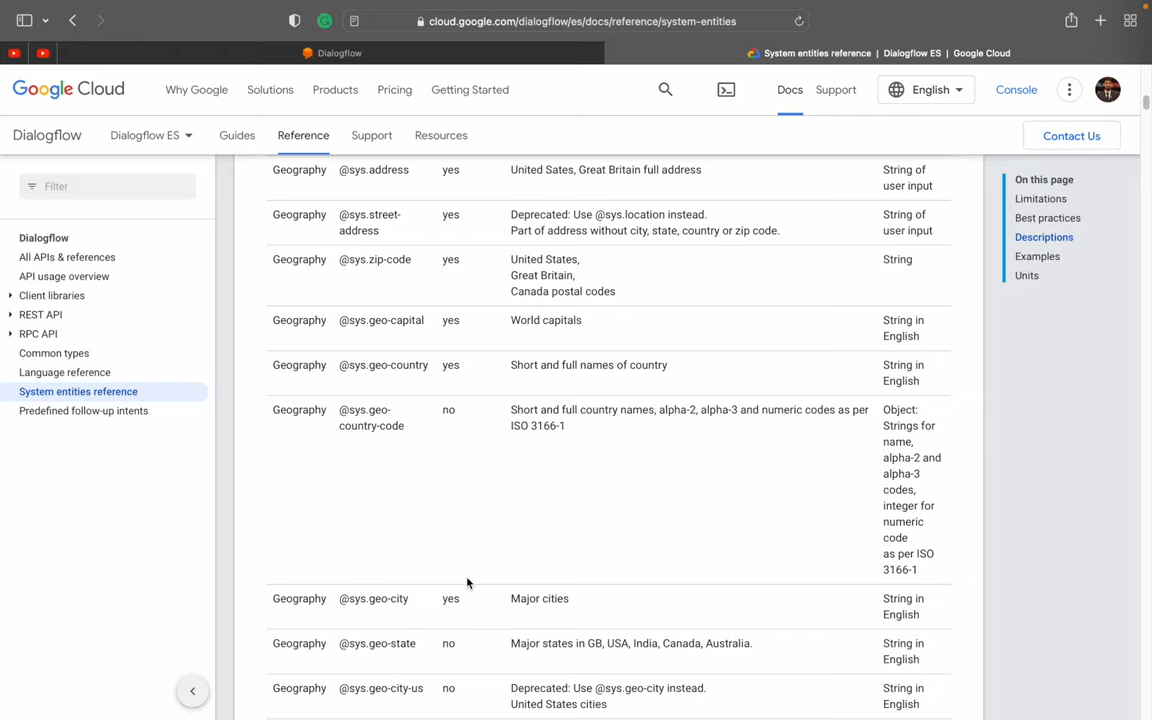 cloud.google.com/dialogflow/es/docs/reference/system-entities
Dialogflow
System entities reference | Dialogflow ES | Google Cloud
Google Cloud
Why Google
Solutions
Products
Pricing
Getting Started
Docs
Support
English
Console
Dialogflow
Dialogflow ES
Guides
Reference
Support
Resources
Contact Us
Filter
Dialogflow
All APIs & references
API usage overview
Client libraries
REST API
RPC API
Common types
Language reference
System entities reference
Predefined follow-up intents
Geography @sys.address yes United Sates, Great Britain full address String of
user input
Geography @sys.street- yes Deprecated: Use @sys.location instead. String of
address Part of address without city, state, country or zip code. user input
Geography @sys.zip-code yes United States, String
Great Britain,
Canada postal codes
Geography @sys.geo-capital yes World capitals String in
English
Geography @sys.geo-country yes Short and full names of country String in
English
Geography @sys.geo- no Short and full country names, alpha-2, alpha-3 and numeric codes as per Object:
country-code ISO 3166-1 Strings for
name,
alpha-2 and
alpha-3
codes,
integer for
numeric
code
as per ISO
3166-1
Geography @sys.geo-city yes Major cities String in
English
Geography @sys.geo-state no Major states in GB, USA, India, Canada, Australia. String in
English
Geography @sys.geo-city-us no Deprecated: Use @sys.geo-city instead. String in
United States cities English
On this page
Limitations
Best practices
Descriptions
Examples
Units